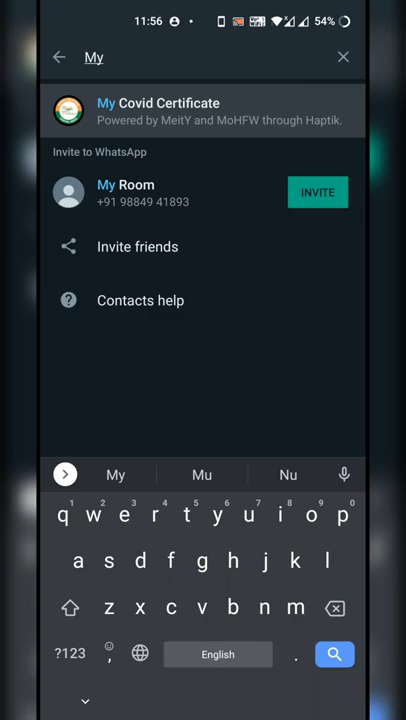 11:56 54%
My
My Covid Certificate
Powered by MeitY and MoHFW through Haptik.
Invite to WhatsApp
My Room
+91 98849 41893
INVITE
Invite friends
Contacts help
My Mu Nu
1 2 3 4 5 6 7 8 9 0
q w e r t y u i o p
a s d f g h j k l
z x c v b n m
?123 , English .